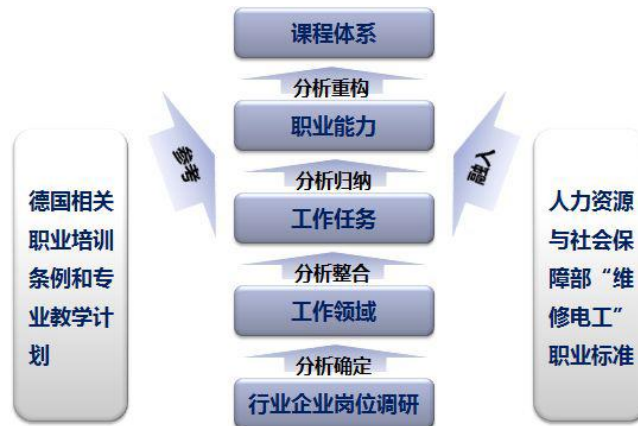 课程体系
分析重构
职业能力
参考
融入
分析归纳
工作任务
分析整合
工作领域
分析确定
行业企业岗位调研
德国相关
职业培训
条例和专
业教学计
划
人力资源
与社会保
障部“维
修电工”
职业标准